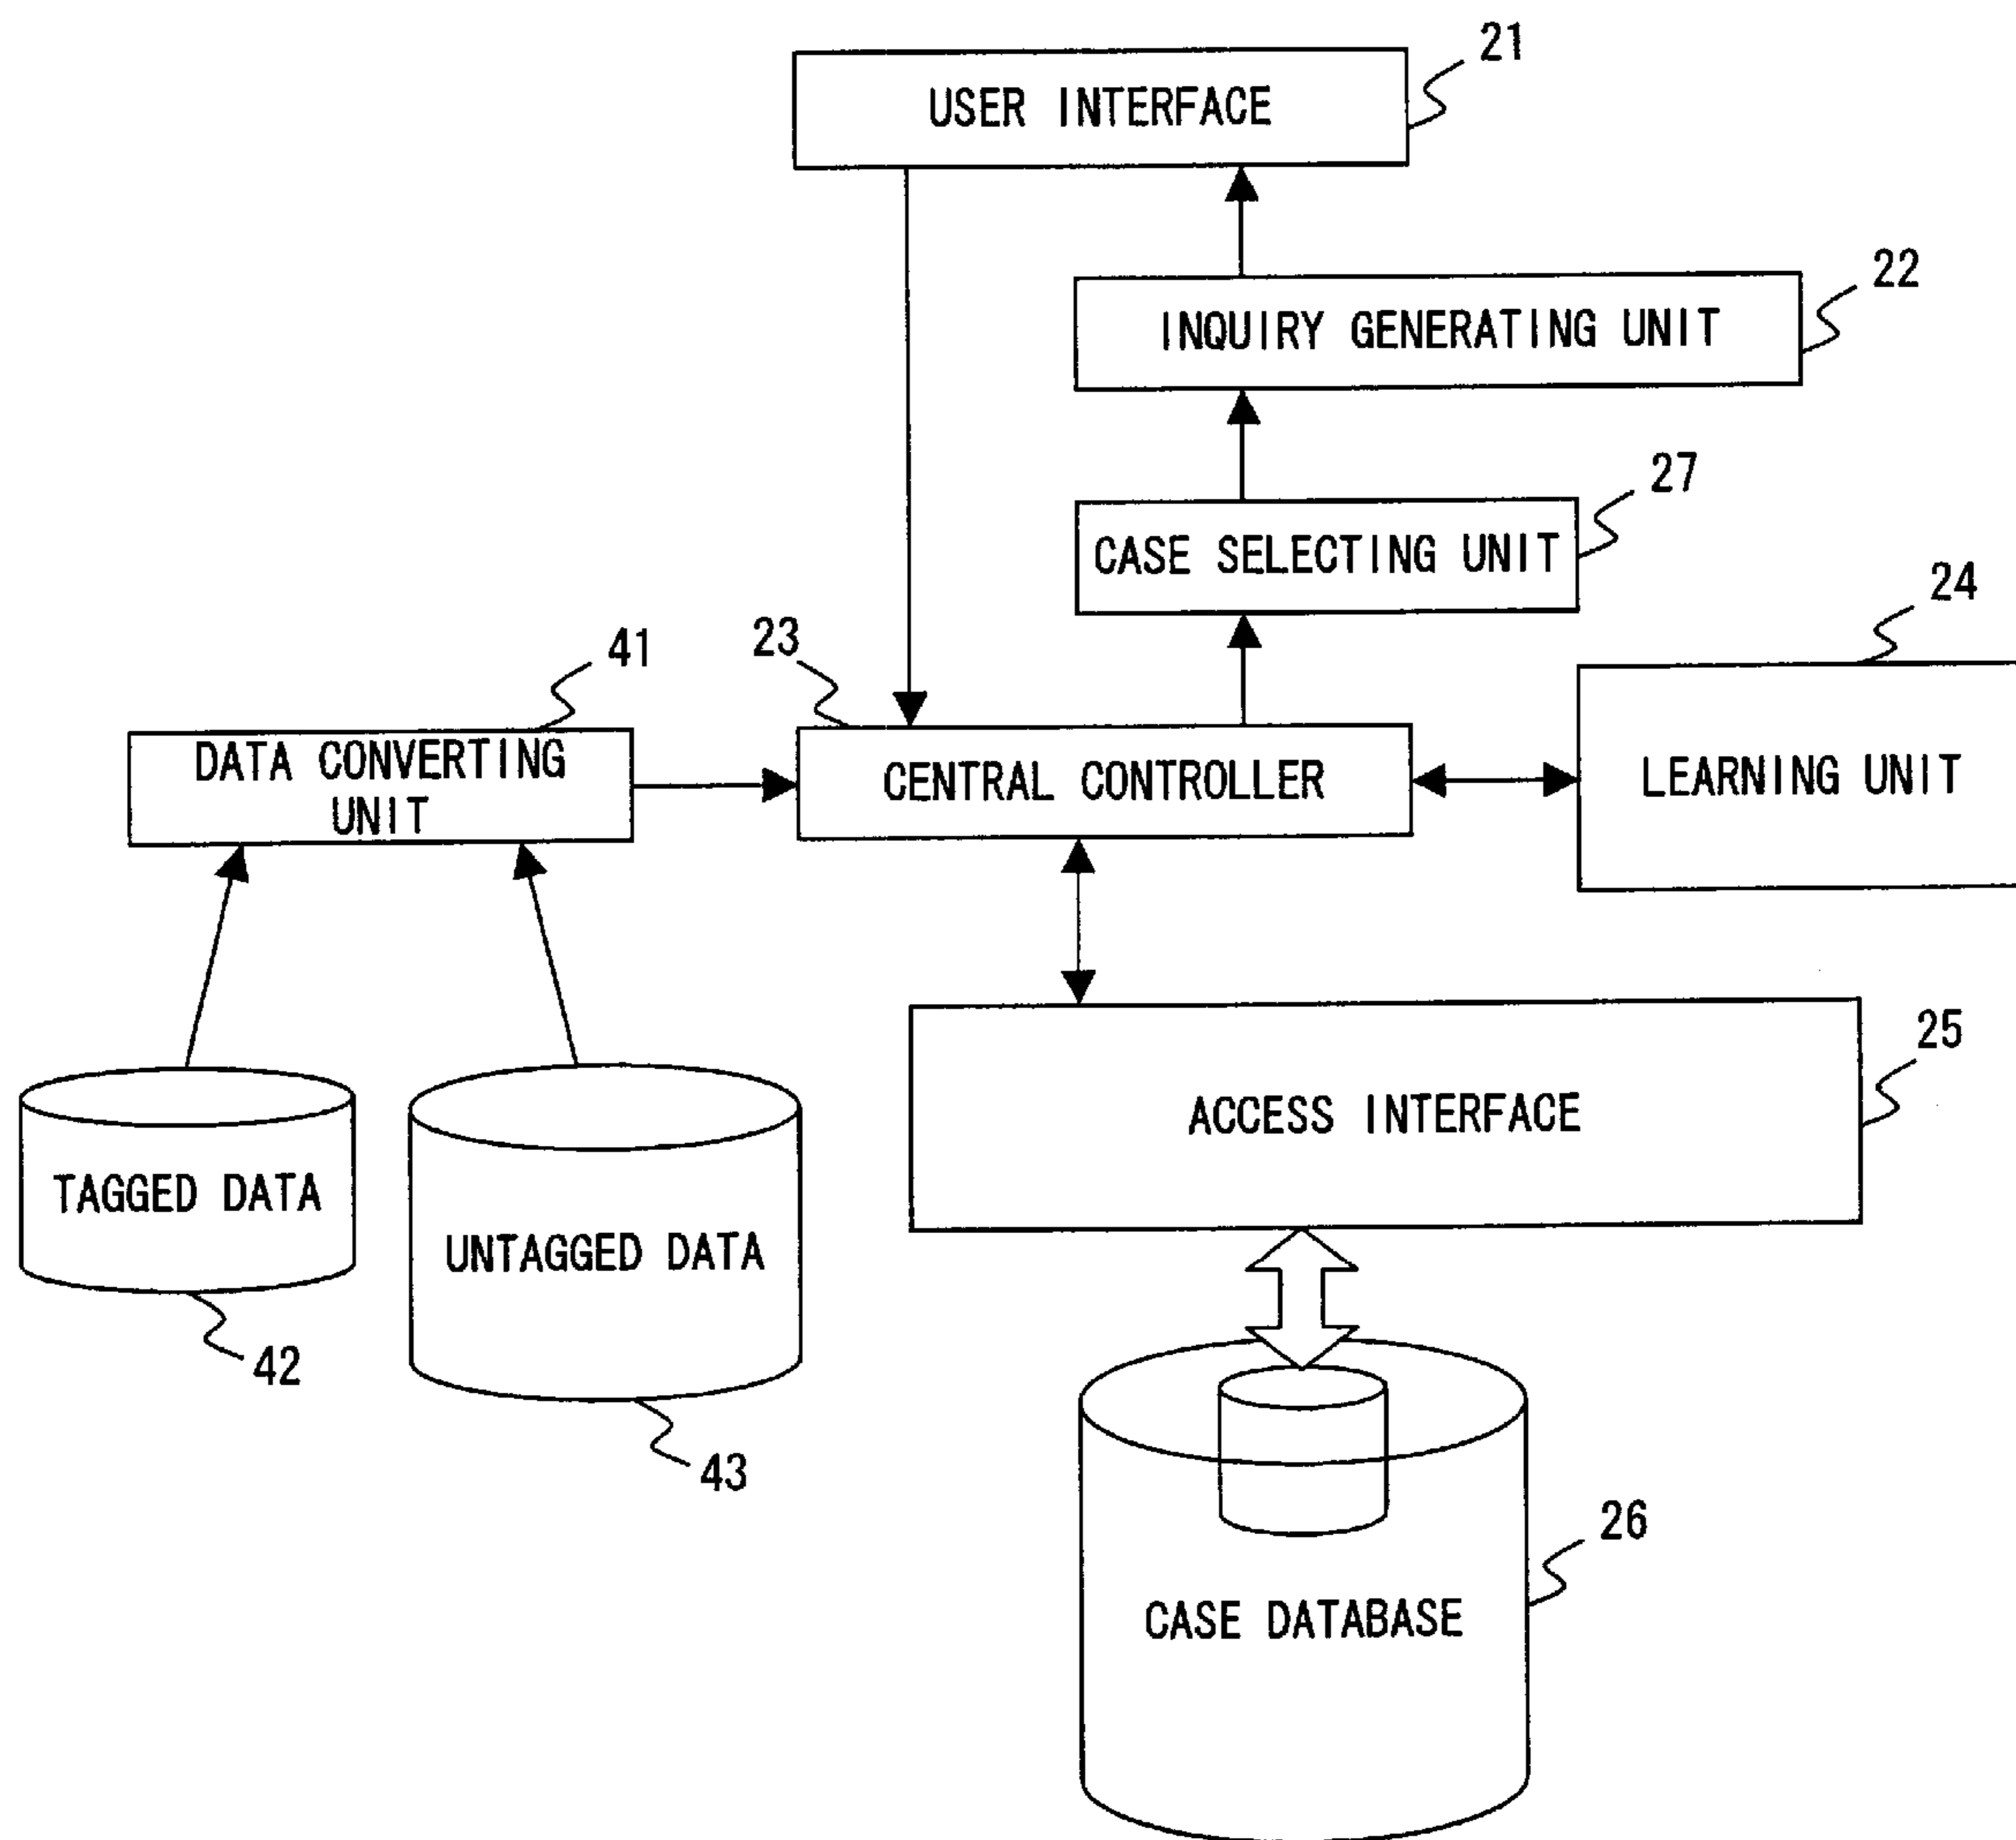 21
USER INTERFACE
22
INQUIRY GENERATING UNIT
27
CASE SELECTING UNIT
24
41
23
DATA CONVERTING
UNIT
CENTRAL CONTROLLER
LEARNING UNIT
25
ACCESS INTERFACE
TAGGED DATA
UNTAGGED DATA
42
43
26
CASE DATABASE